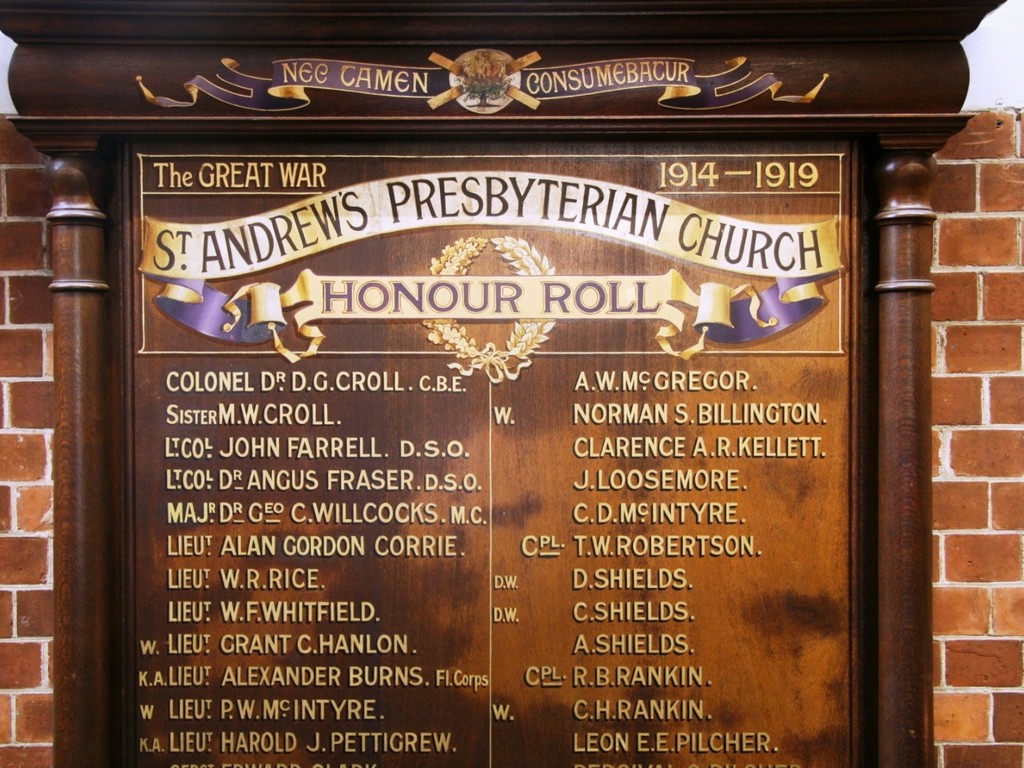 NEC TAMEN CONSUMEBATUR
The GREAT WAR 1914—1919
ST. ANDREW'S PRESBYTERIAN CHURCH
HONOUR ROLL
COLONEL DR D.G.CROLL. C.B.E.
SISTER M.W.CROLL.
LT COL. JOHN FARRELL. D.S.O.
LT COL. DR ANGUS FRASER. D.S.O.
MAJR DR GEO C.WILLCOCKS. M.C.
LIEUT. ALAN GORDON CORRIE.
LIEUT. W.R.RICE.
LIEUT. W.F.WHITFIELD.
W. LIEUT. GRANT C.HANLON.
K.A. LIEUT. ALEXANDER BURNS. Fl.Corps
W LIEUT. P.W.McINTYRE.
K.A. LIEUT. HAROLD J.PETTIGREW.
EDWARD CLARK
A.W.McGREGOR.
W. NORMAN S.BILLINGTON.
CLARENCE A.R.KELLETT.
J.LOOSEMORE.
C.D.McINTYRE.
CPL. T.W.ROBERTSON.
D.W. D.SHIELDS.
D.W. C.SHIELDS.
A.SHIELDS.
CPL. R.B.RANKIN.
W. C.H.RANKIN.
LEON E.E.PILCHER.